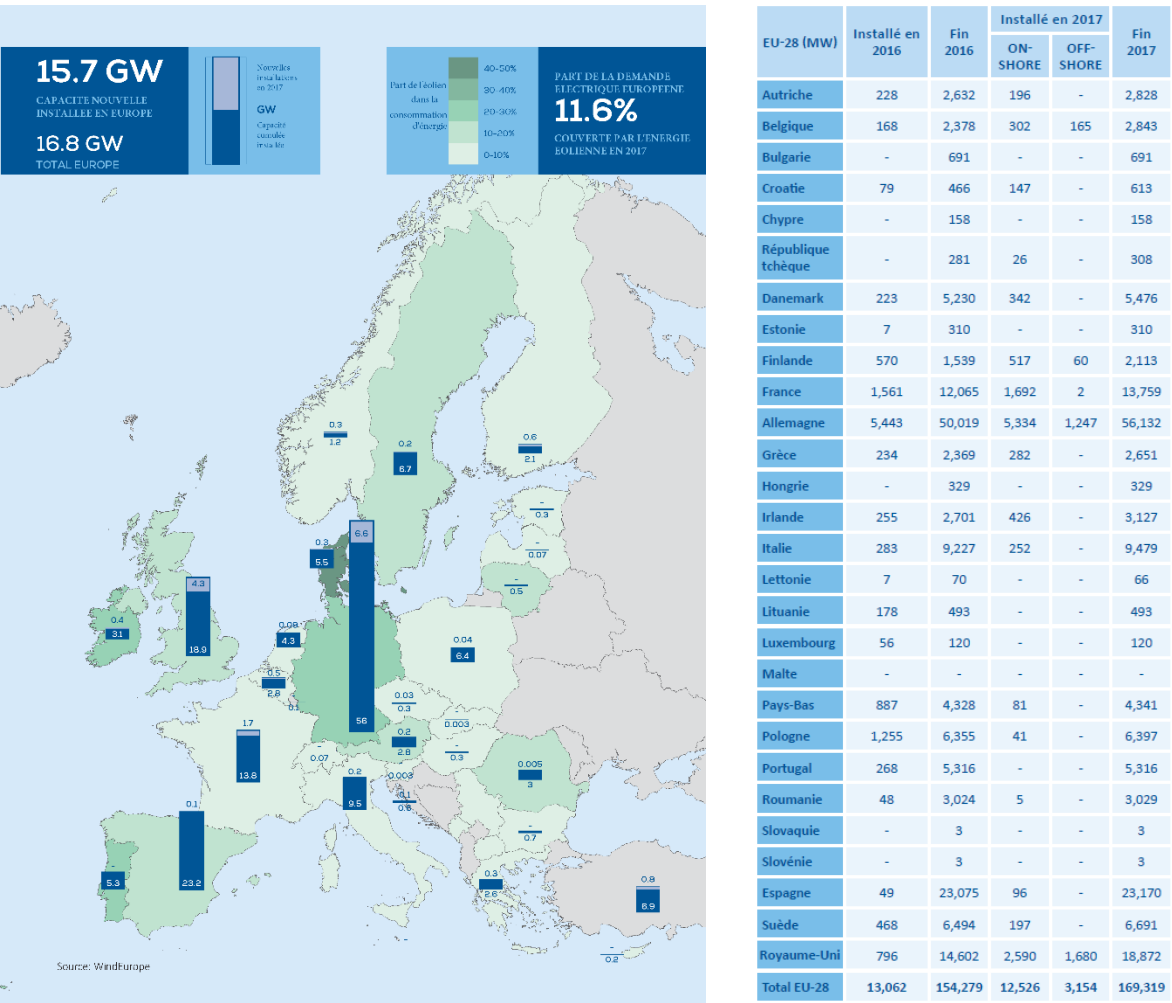 15.7 GW
CAPACITE NOUVELLE
INSTALLEE EN EUROPE
16.8 GW
TOTAL EUROPE
Nouvelles
installations
en 2017
GW
Capacité
cumulée
installée
Part de l'éolien
dans la
consommation
d'énergie
40-50%
30-40%
20-30%
10-20%
0-10%
PART DE LA DEMANDE
ELECTRIQUE EUROPEENE
11.6%
COUVERTE PAR L'ENERGIE
EOLIENNE EN 2017
0.3
1.2
0.2
6.7
0.6
2.1
-
0.3
-
0.07
-
0.5
0.3
5.5
6.6
56
4.3
18.9
0.4
3.1
0.08
4.3
0.04
6.4
0.5
2.8
0.1
0.03
0.3
-
0.003
0.2
2.8
-
0.3
1.7
13.8
-
0.07
0.2
9.5
0.003
0.1
0.6
0.005
3
-
0.7
0.1
23.2
-
5.3
0.3
2.6
0.8
6.9
-
0.2
Source: WindEurope
EU-28 (MW) Installé en 2016 Fin 2016 Installé en 2017 Fin 2017
ON-SHORE OFF-SHORE
Autriche 228 2,632 196 - 2,828
Belgique 168 2,378 302 165 2,843
Bulgarie - 691 - - 691
Croatie 79 466 147 - 613
Chypre - 158 - - 158
République tchèque - 281 26 - 308
Danemark 223 5,230 342 - 5,476
Estonie 7 310 - - 310
Finlande 570 1,539 517 60 2,113
France 1,561 12,065 1,692 2 13,759
Allemagne 5,443 50,019 5,334 1,247 56,132
Grèce 234 2,369 282 - 2,651
Hongrie - 329 - - 329
Irlande 255 2,701 426 - 3,127
Italie 283 9,227 252 - 9,479
Lettonie 7 70 - - 66
Lituanie 178 493 - - 493
Luxembourg 56 120 - - 120
Malte - - - - -
Pays-Bas 887 4,328 81 - 4,341
Pologne 1,255 6,355 41 - 6,397
Portugal 268 5,316 - - 5,316
Roumanie 48 3,024 5 - 3,029
Slovaquie - 3 - - 3
Slovénie - 3 - - 3
Espagne 49 23,075 96 - 23,170
Suède 468 6,494 197 - 6,691
Royaume-Uni 796 14,602 2,590 1,680 18,872
Total EU-28 13,062 154,279 12,526 3,154 169,319